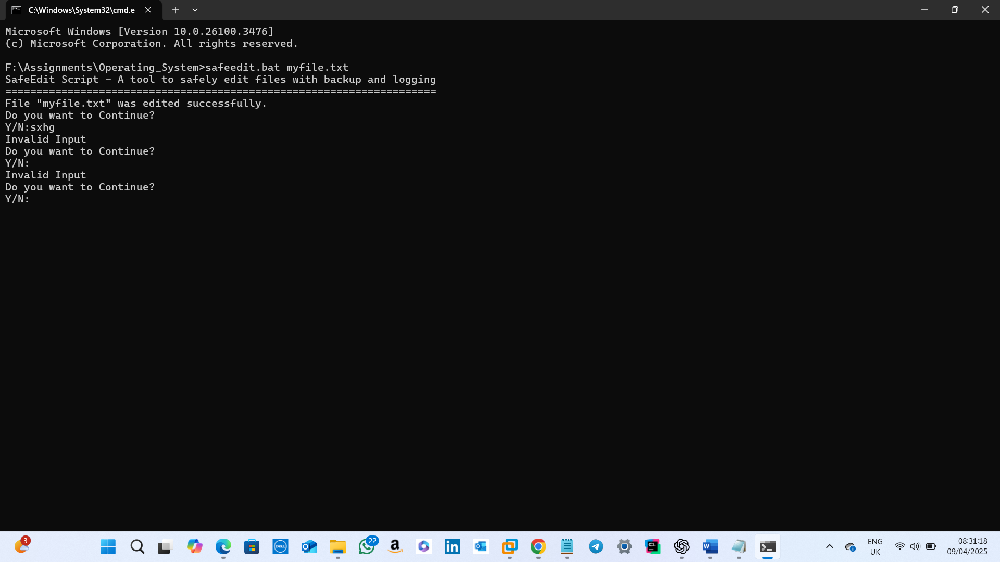 C:\Windows\System32\cmd.e
Microsoft Windows [Version 10.0.26100.3476]
(c) Microsoft Corporation. All rights reserved.
F:\Assignments\Operating_System>safeedit.bat myfile.txt
SafeEdit Script - A tool to safely edit files with backup and logging
=====================================================================
File "myfile.txt" was edited successfully.
Do you want to Continue?
Y/N:sxhg
Invalid Input
Do you want to Continue?
Y/N:
Invalid Input
Do you want to Continue?
Y/N:
3
DELL
O
22
a
in
O
CL
W
ENG
UK
08:31:18
09/04/2025